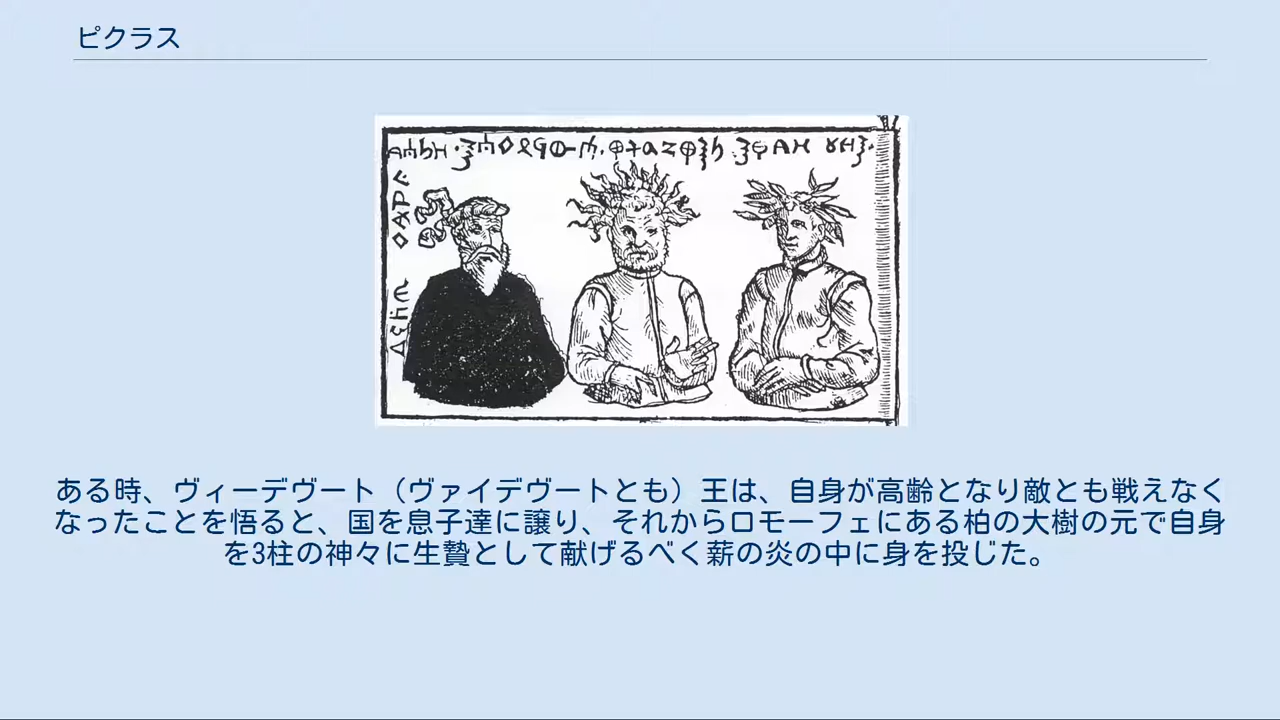 ピクラス
ある時、ヴィーデヴート（ヴァイデヴートとも）王は、自身が高齢となり敵とも戦えなく
なったことを悟ると、国を息子達に譲り、それからロモーフェにある柏の大樹の元で自身
を3柱の神々に生贄として献げるべく薪の炎の中に身を投じた。